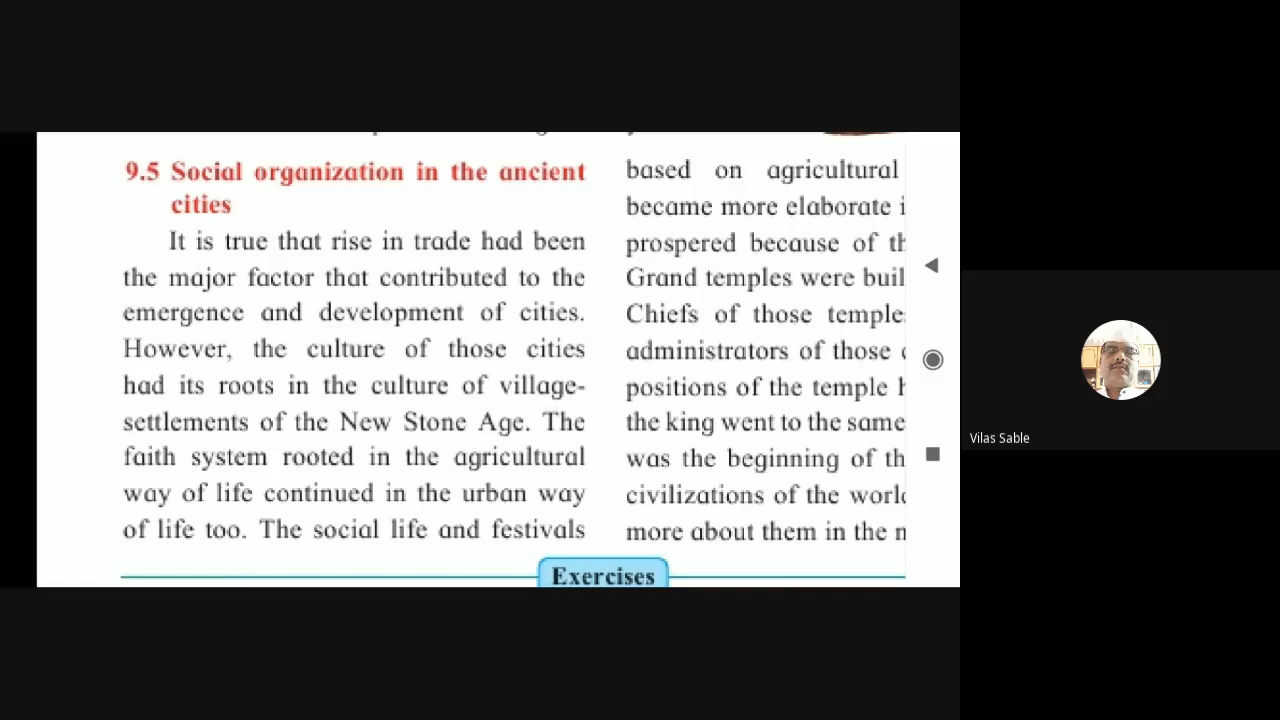 9.5 Social organization in the ancient
cities
It is true that rise in trade had been
the major factor that contributed to the
emergence and development of cities.
However, the culture of those cities
had its roots in the culture of village-
settlements of the New Stone Age. The
faith system rooted in the agricultural
way of life continued in the urban way
of life too. The social life and festivals
based on agricultural
became more elaborate
prospered because of
Grand temples were
Chiefs of those
administrators of those
positions of the temple
the king went to the same
was the beginning of
civilizations of the
more about them in the
Exercises
Vilas Sable